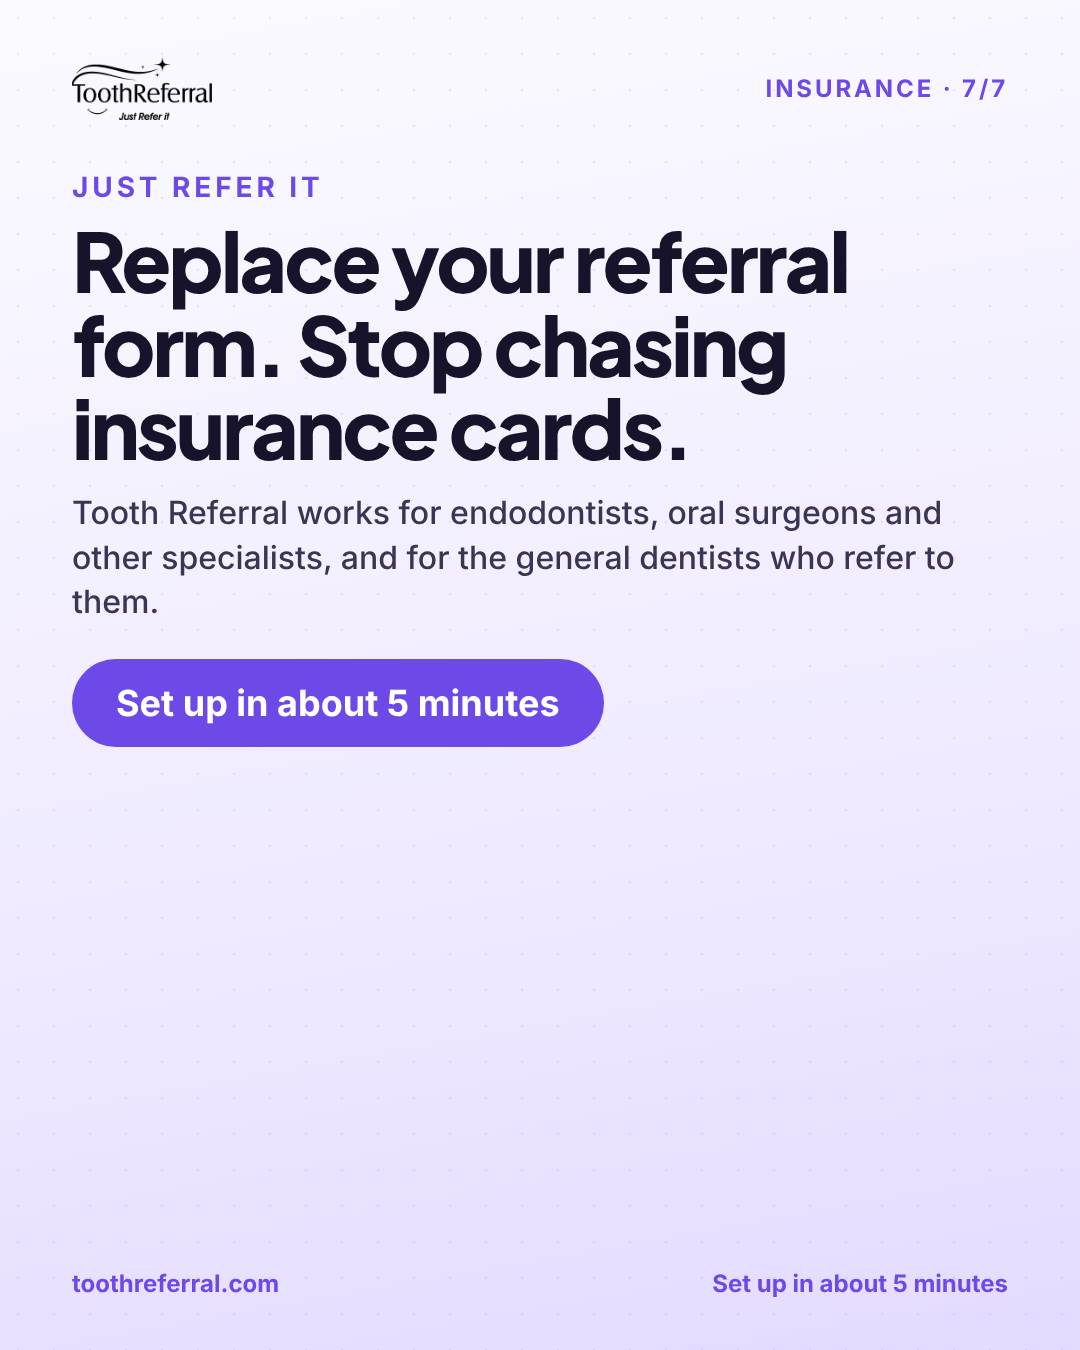 ToothReferral
Just Refer it
INSURANCE · 7/7
JUST REFER IT
Replace your referral
form. Stop chasing
insurance cards.
Tooth Referral works for endodontists, oral surgeons and
other specialists, and for the general dentists who refer to
them.
Set up in about 5 minutes
toothreferral.com
Set up in about 5 minutes